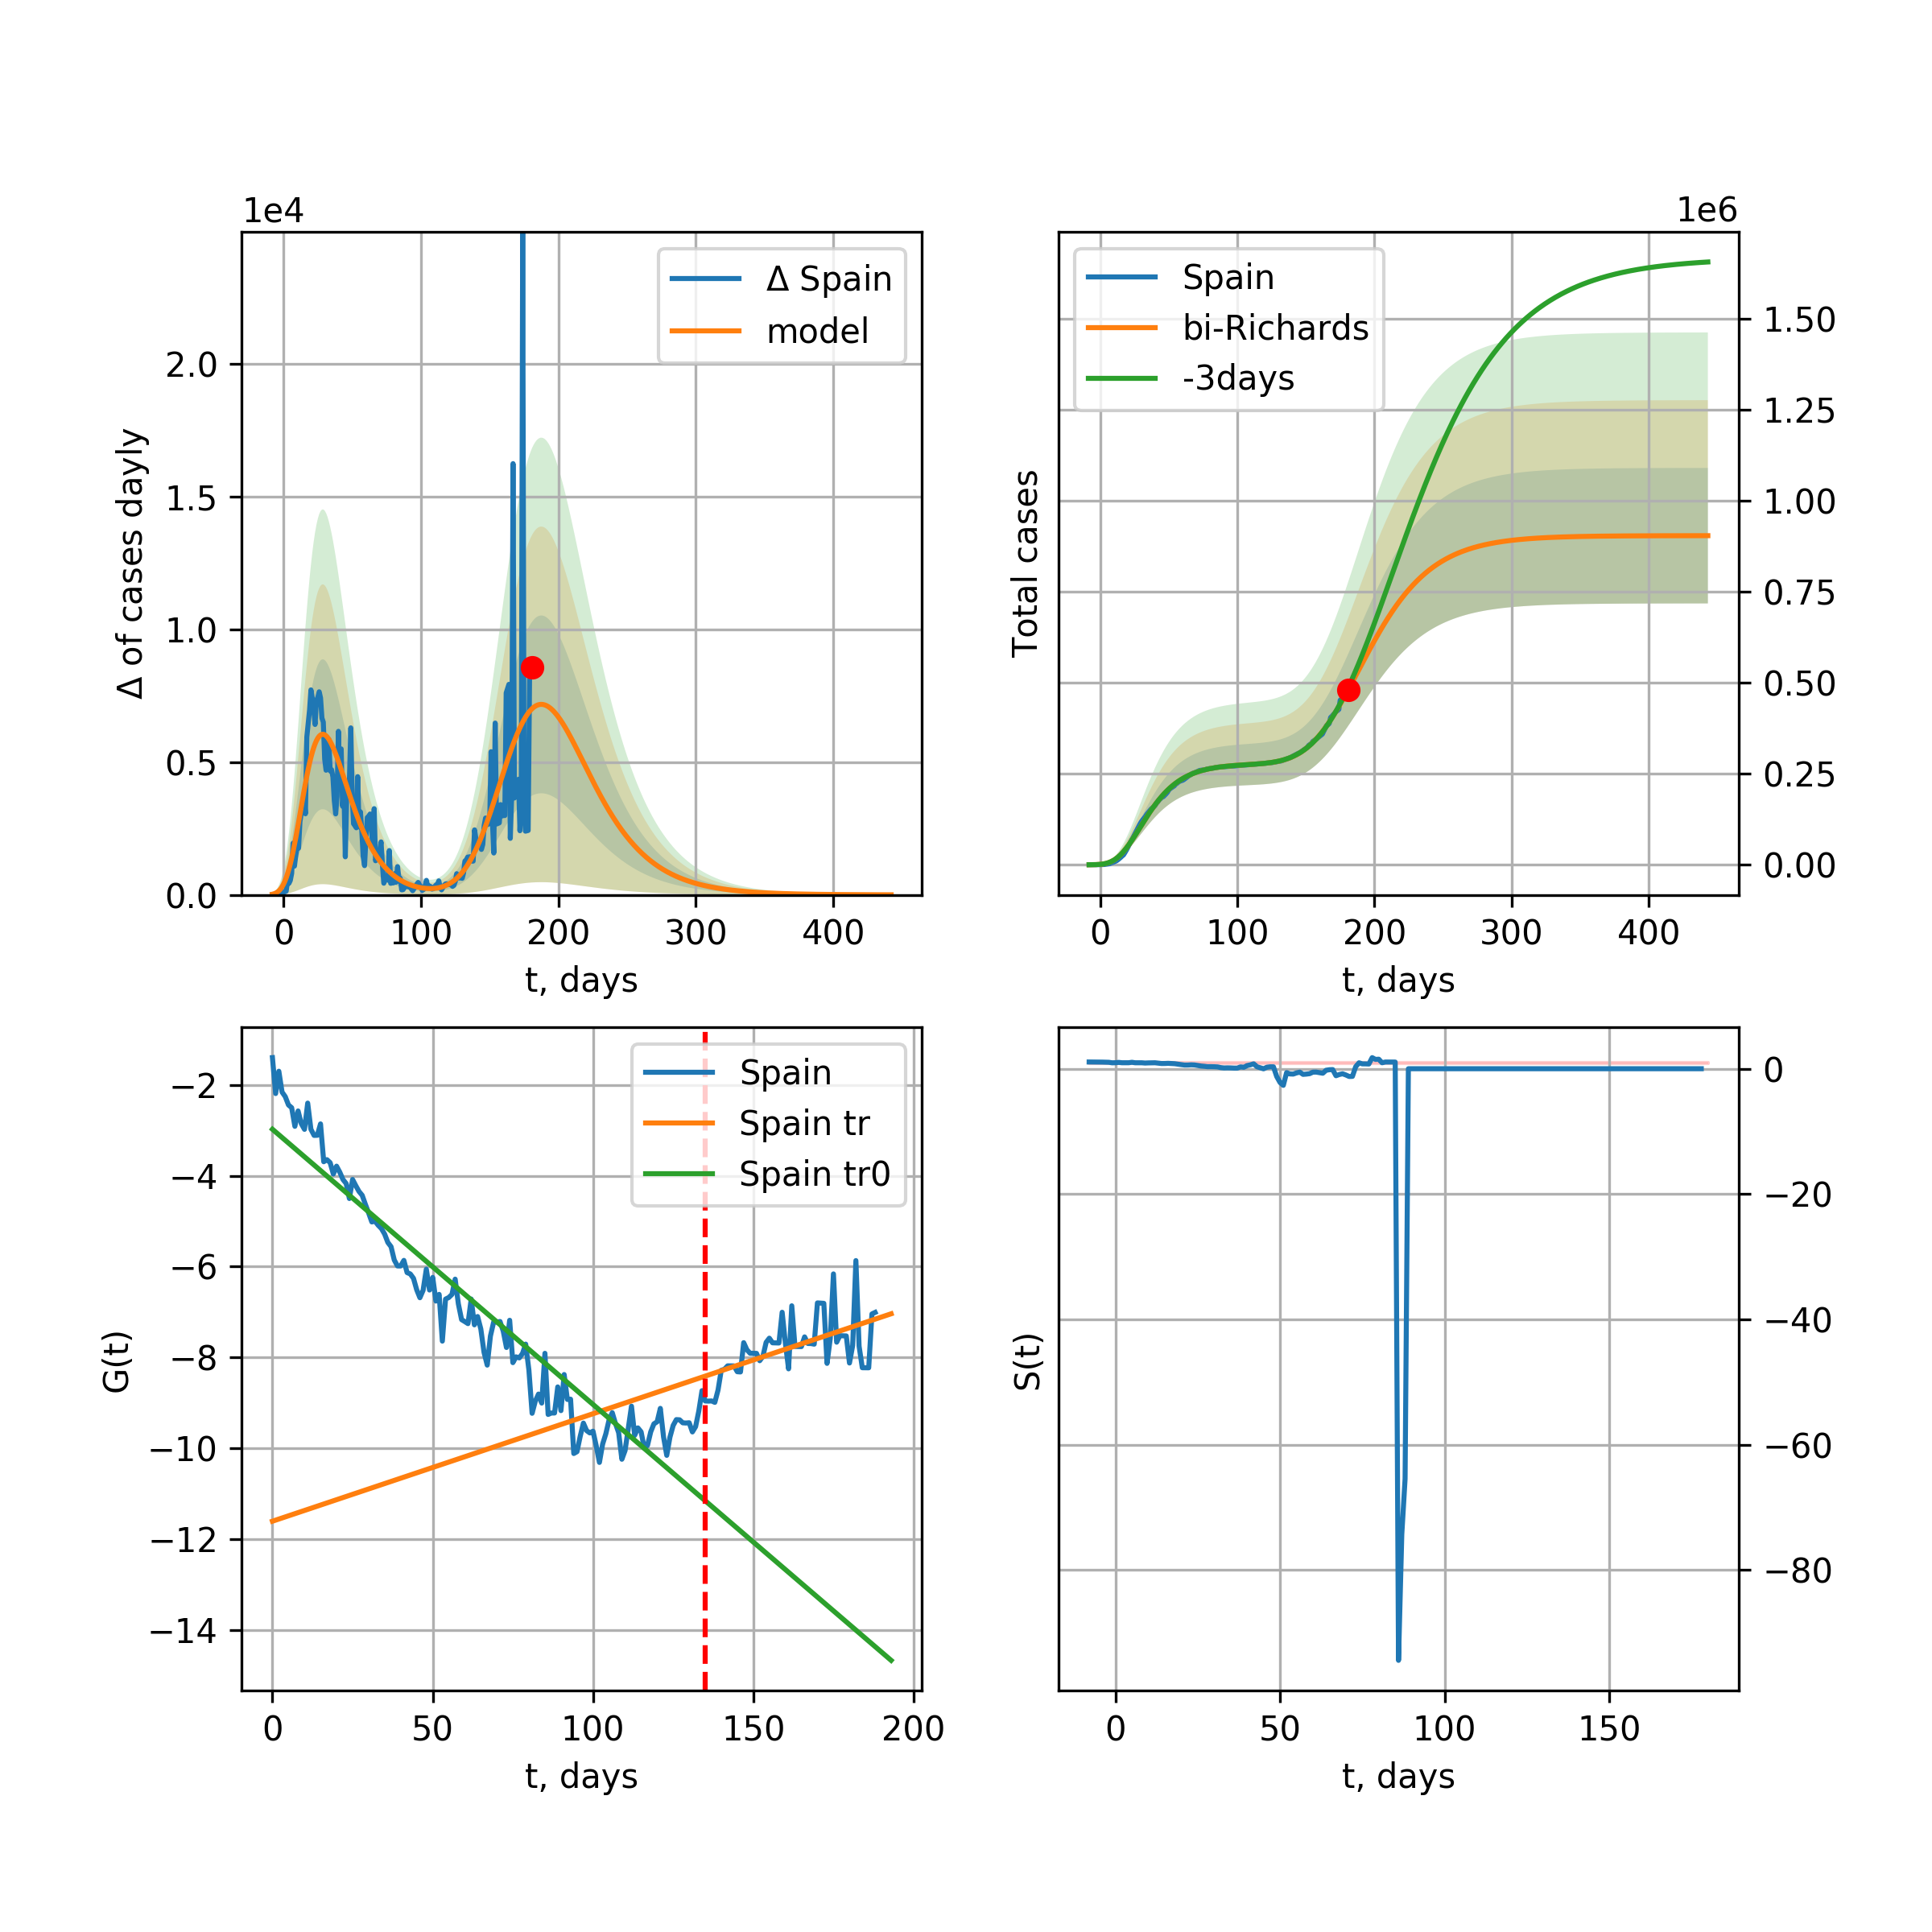 1e4
Δ Spain
model
2.0
1.5
1.0
0.5
0.0
Δ of cases dayly
0 100 200 300 400
t, days
1e6
Spain
bi-Richards
-3days
1.50
1.25
1.00
0.75
0.50
0.25
0.00
Total cases
0 100 200 300 400
t, days
Spain
Spain tr
Spain tr0
−2
−4
−6
−8
−10
−12
−14
G(t)
0 50 100 150 200
t, days
0
−20
−40
−60
−80
S(t)
0 50 100 150
t, days